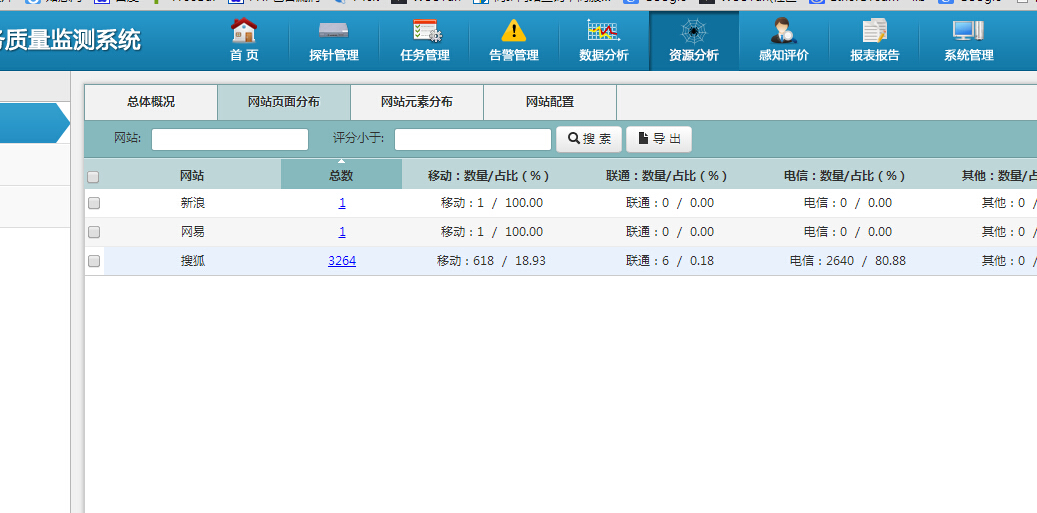 务质量监测系统
首 页 探针管理 任务管理 告警管理 数据分析 资源分析 感知评价 报表报告 系统管理
总体概况 网站页面分布 网站元素分布 网站配置
网站: 评分小于: 搜 索 导 出
网站 总数 移动：数量/占比（%） 联通：数量/占比（%） 电信：数量/占比（%） 其他：数量/占
新浪 1 移动：1 / 100.00 联通：0 / 0.00 电信：0 / 0.00 其他：0 /
网易 1 移动：1 / 100.00 联通：0 / 0.00 电信：0 / 0.00 其他：0 /
搜狐 3264 移动：618 / 18.93 联通：6 / 0.18 电信：2640 / 80.88 其他：0 /